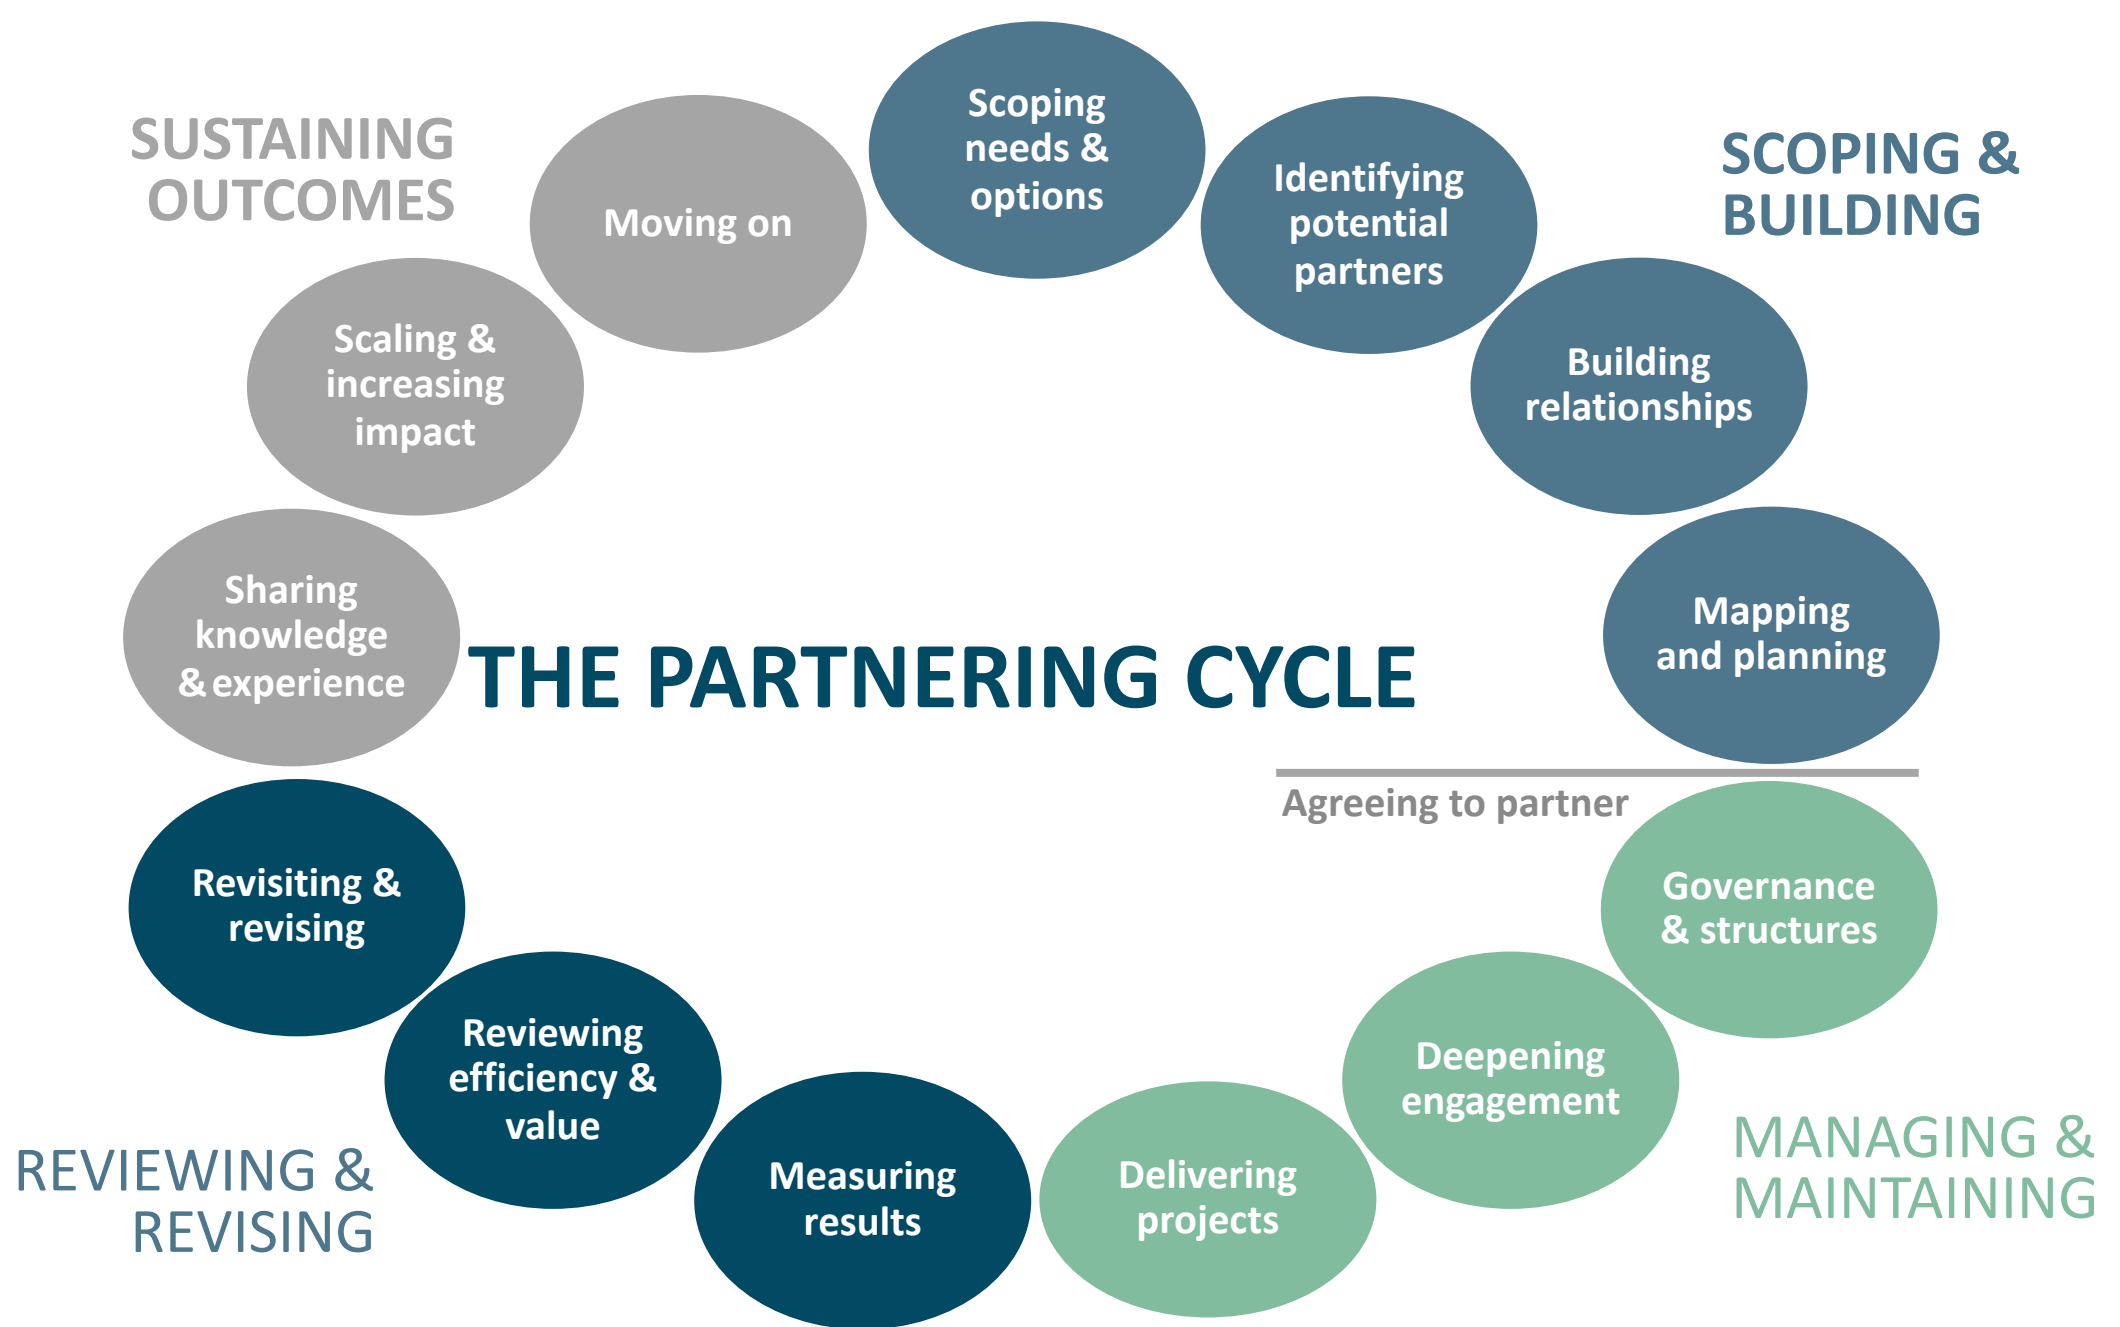 SUSTAINING
OUTCOMES
Scoping
needs &
options
Identifying
potential
partners
SCOPING &
BUILDING
Moving on
Building
relationships
Scaling &
increasing
impact
Mapping
and planning
Sharing
knowledge
& experience
THE PARTNERING CYCLE
Agreeing to partner
Governance
& structures
Revisiting &
revising
Deepening
engagement
Reviewing
efficiency &
value
Delivering
projects
Measuring
results
MANAGING &
MAINTAINING
REVIEWING &
REVISING